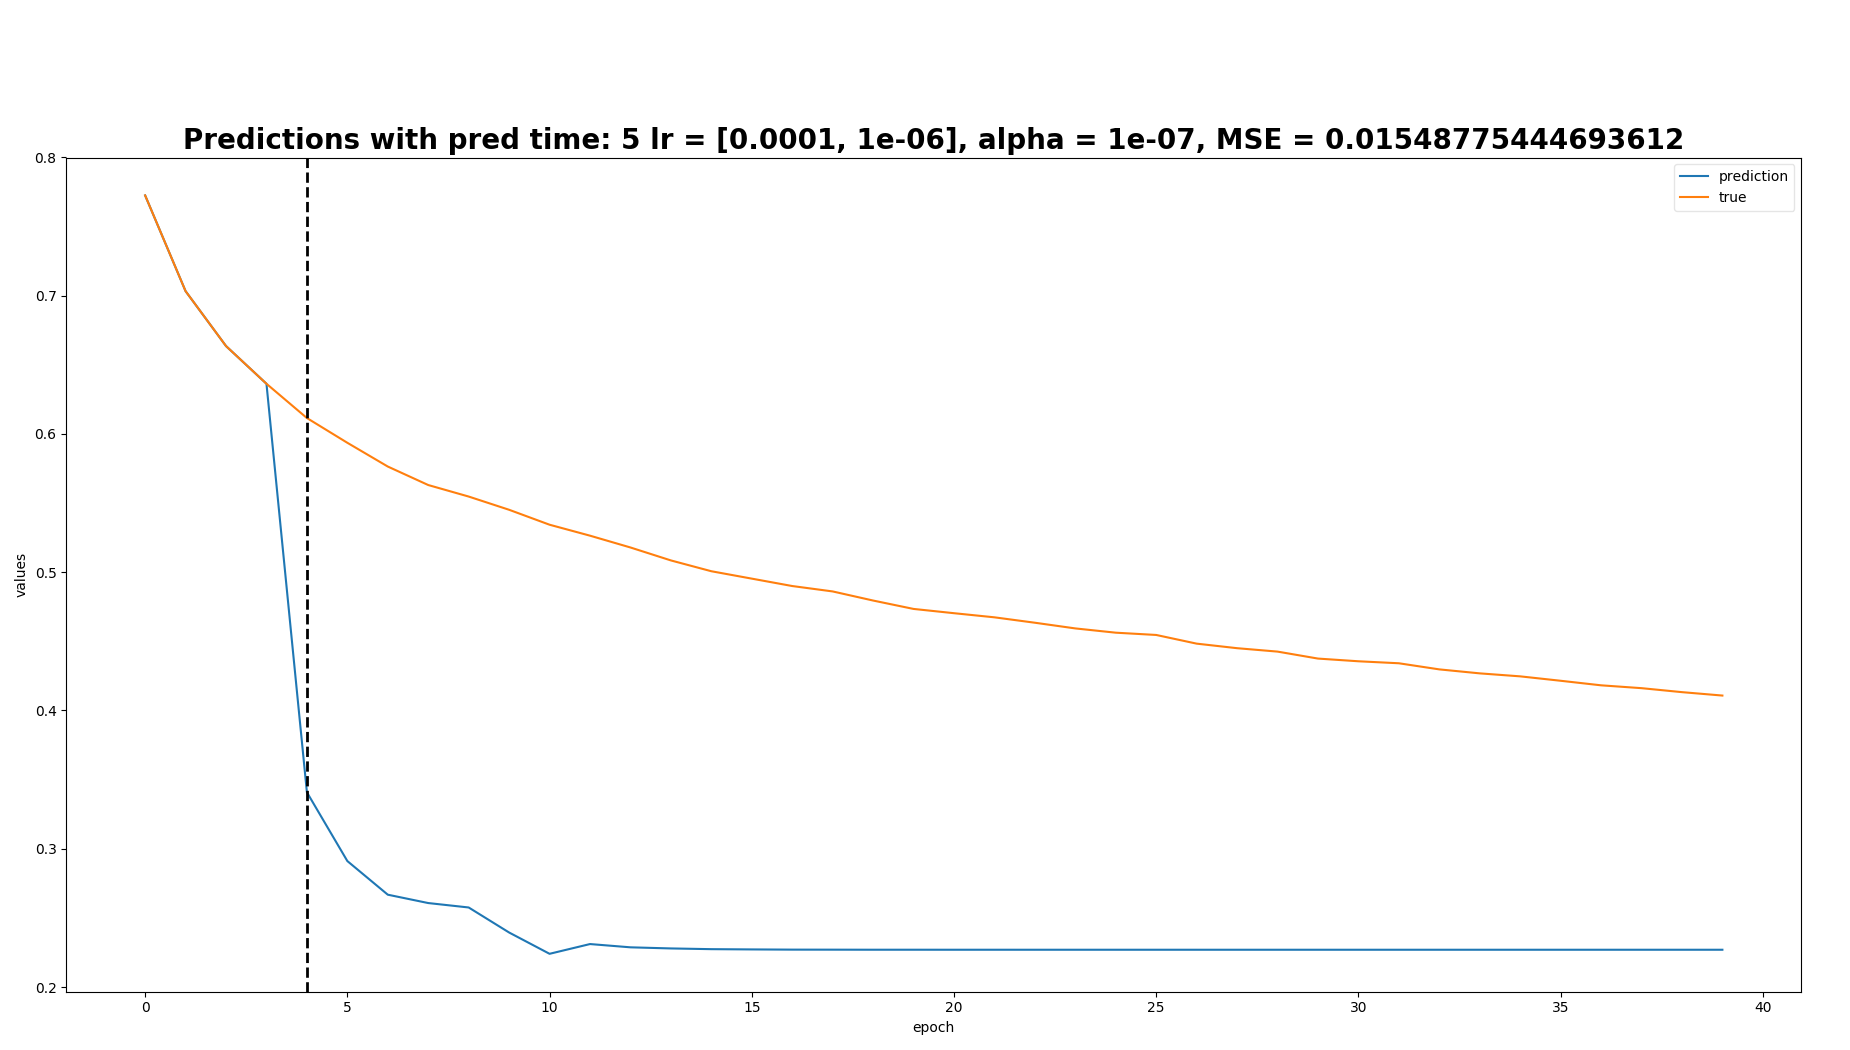 Predictions with pred time: 5 lr = [0.0001, 1e-06], alpha = 1e-07, MSE = 0.01548775444693612
prediction
true
0.8
0.7
0.6
0.5
0.4
0.3
0.2
values
0 5 10 15 20 25 30 35 40
epoch